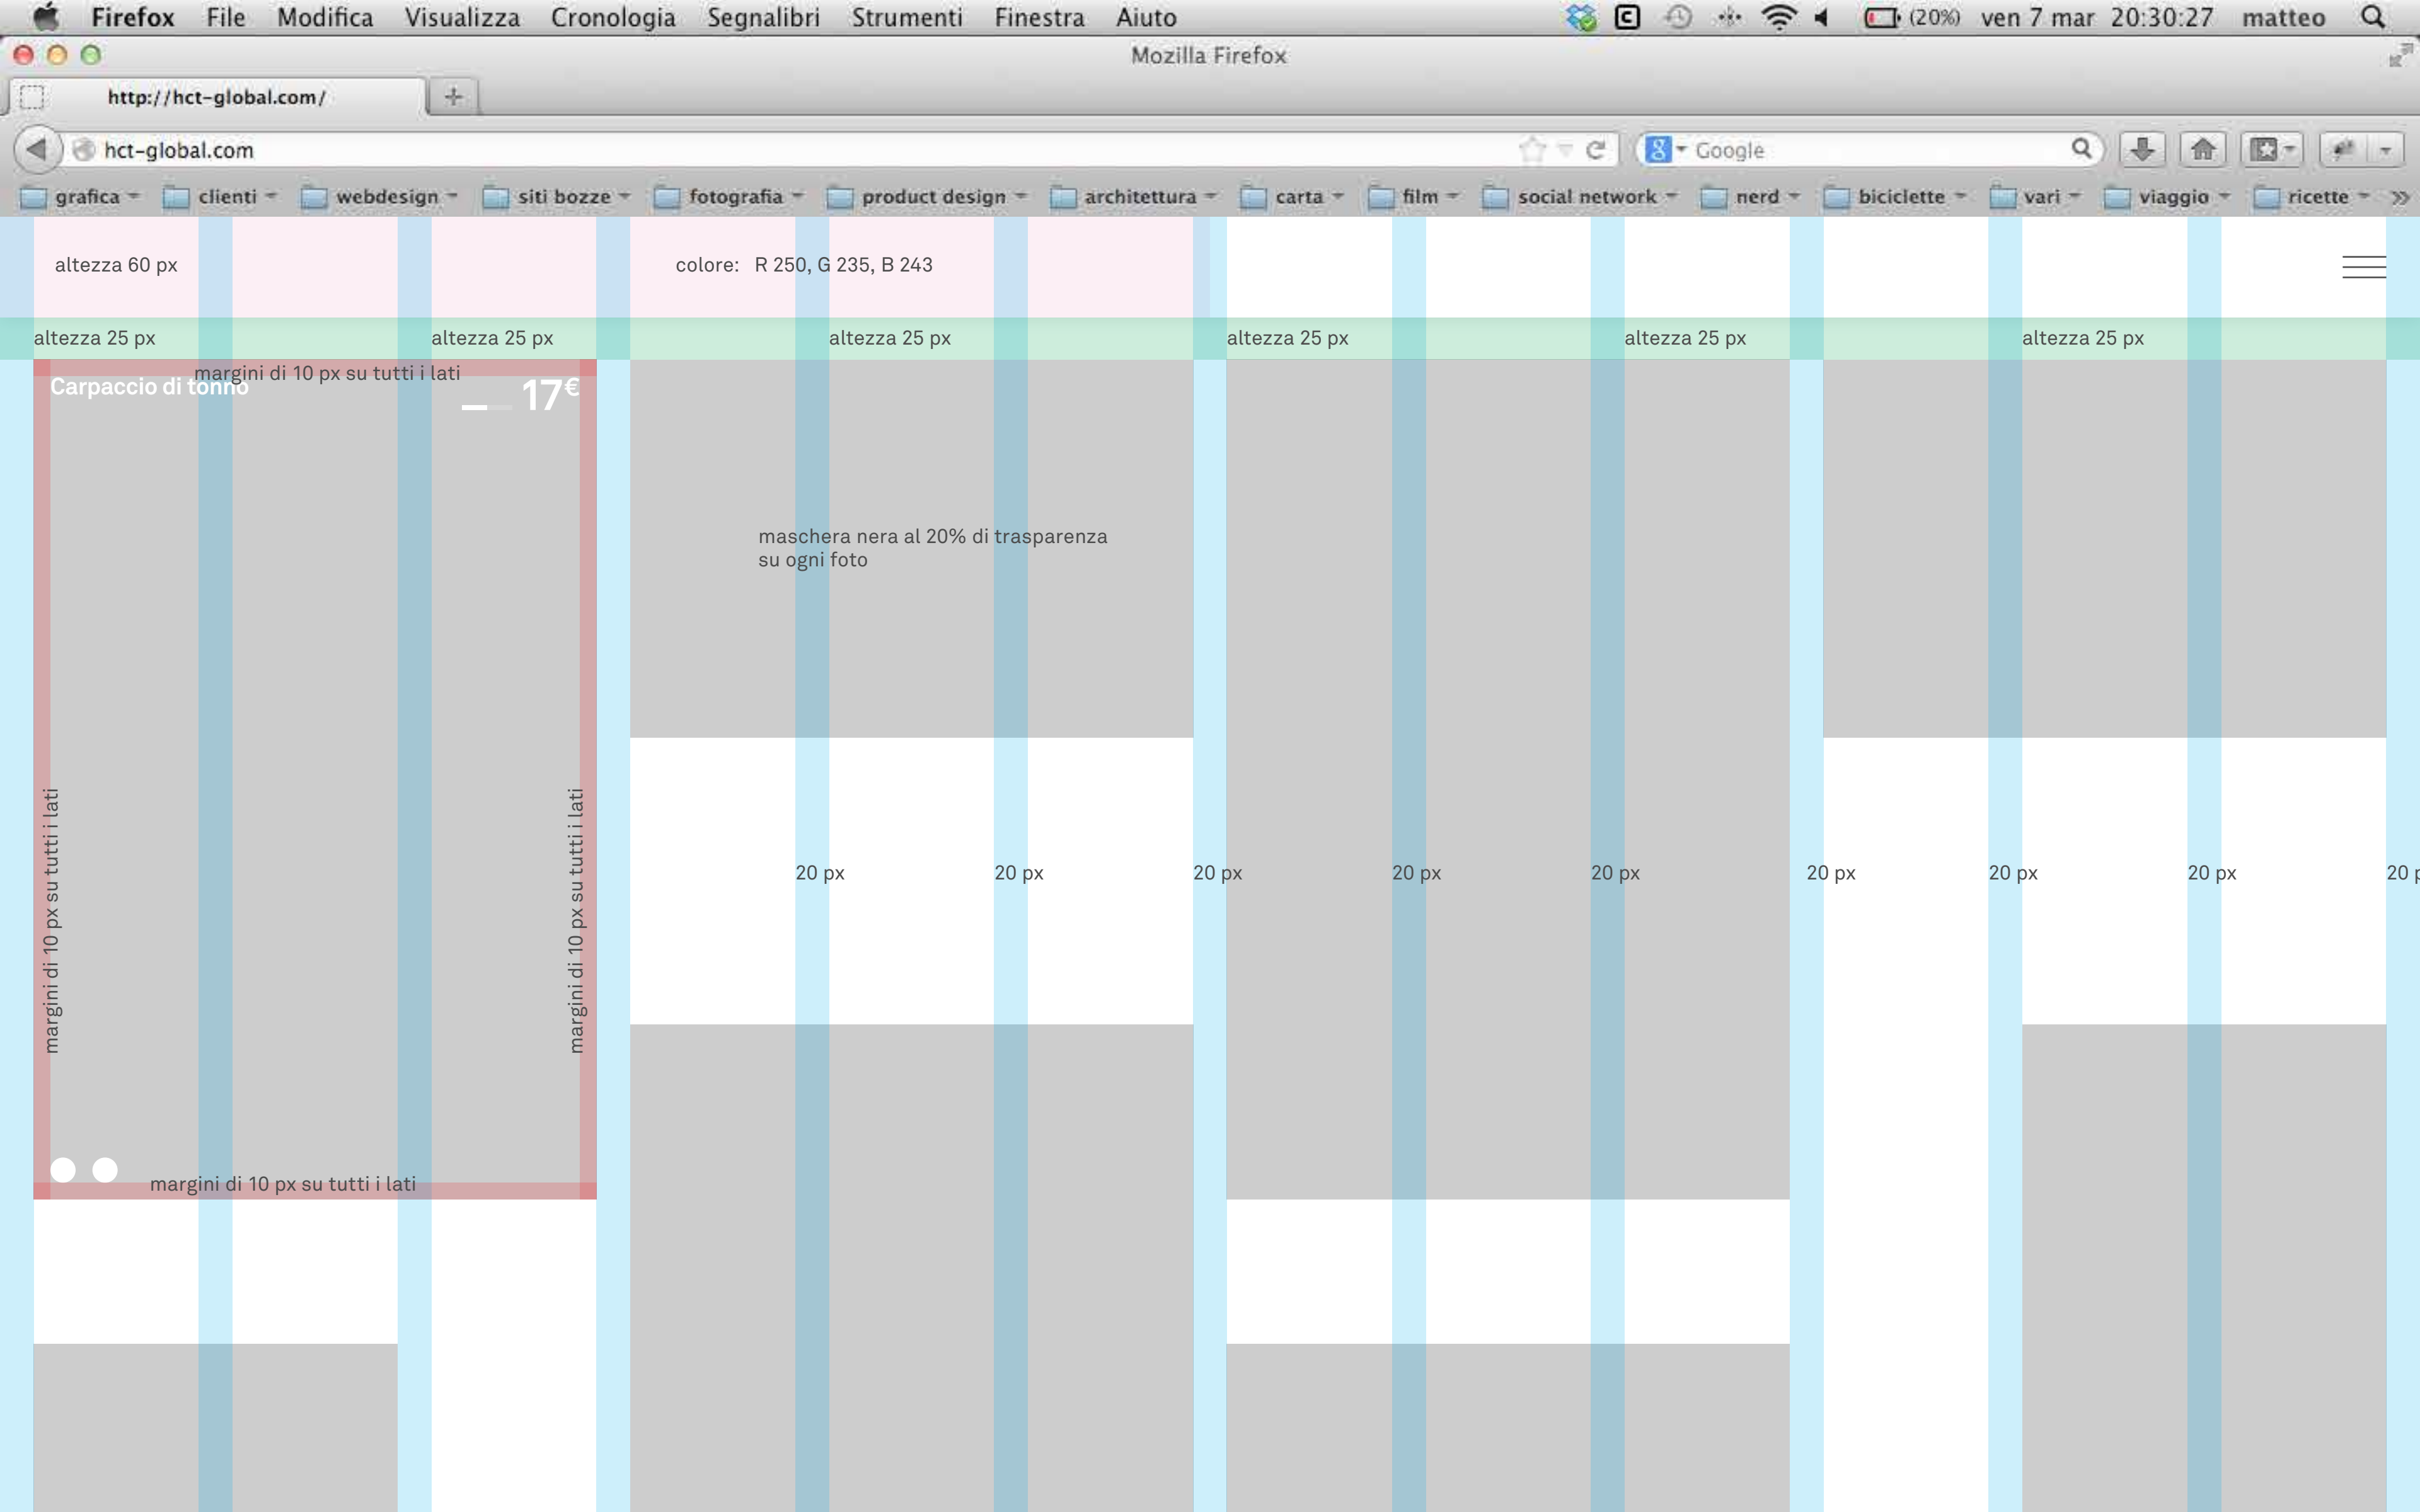 Firefox File Modifica Visualizza Cronologia Segnalibri Strumenti Finestra Aiuto (20%) ven 7 mar 20:30:27 matteo
Mozilla Firefox
http://hct-global.com/
hct-global.com
Google
grafica clienti webdesign siti bozze fotografia product design architettura carta film social network nerd biciclette vari viaggio ricette
altezza 60 px
colore: R 250, G 235, B 243
altezza 25 px altezza 25 px altezza 25 px altezza 25 px altezza 25 px altezza 25 px
margini di 10 px su tutti i lati
Carpaccio di tonno
17€
maschera nera al 20% di trasparenza
su ogni foto
margini di 10 px su tutti i lati
margini di 10 px su tutti i lati
20 px 20 px 20 px 20 px 20 px 20 px 20 px 20 px 20 p
margini di 10 px su tutti i lati